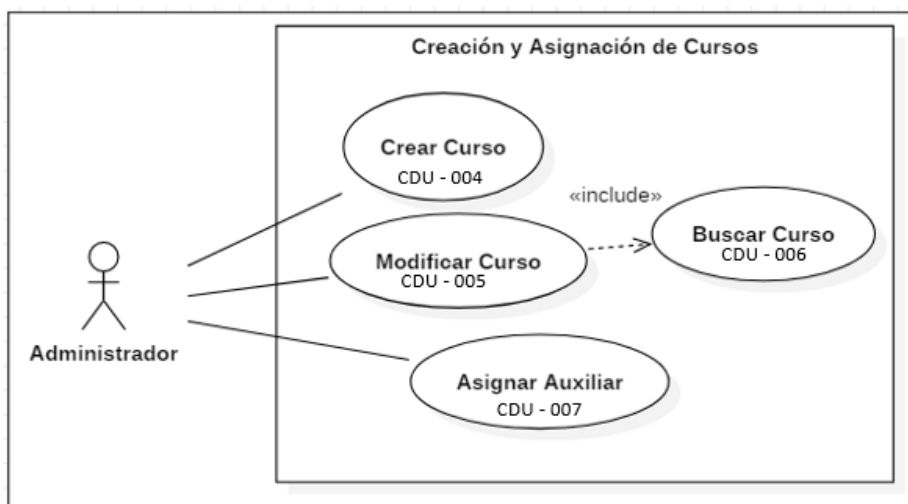 Creación y Asignación de Cursos
Crear Curso
CDU - 004
«include»
Modificar Curso
CDU - 005
Buscar Curso
CDU - 006
Administrador
Asignar Auxiliar
CDU - 007